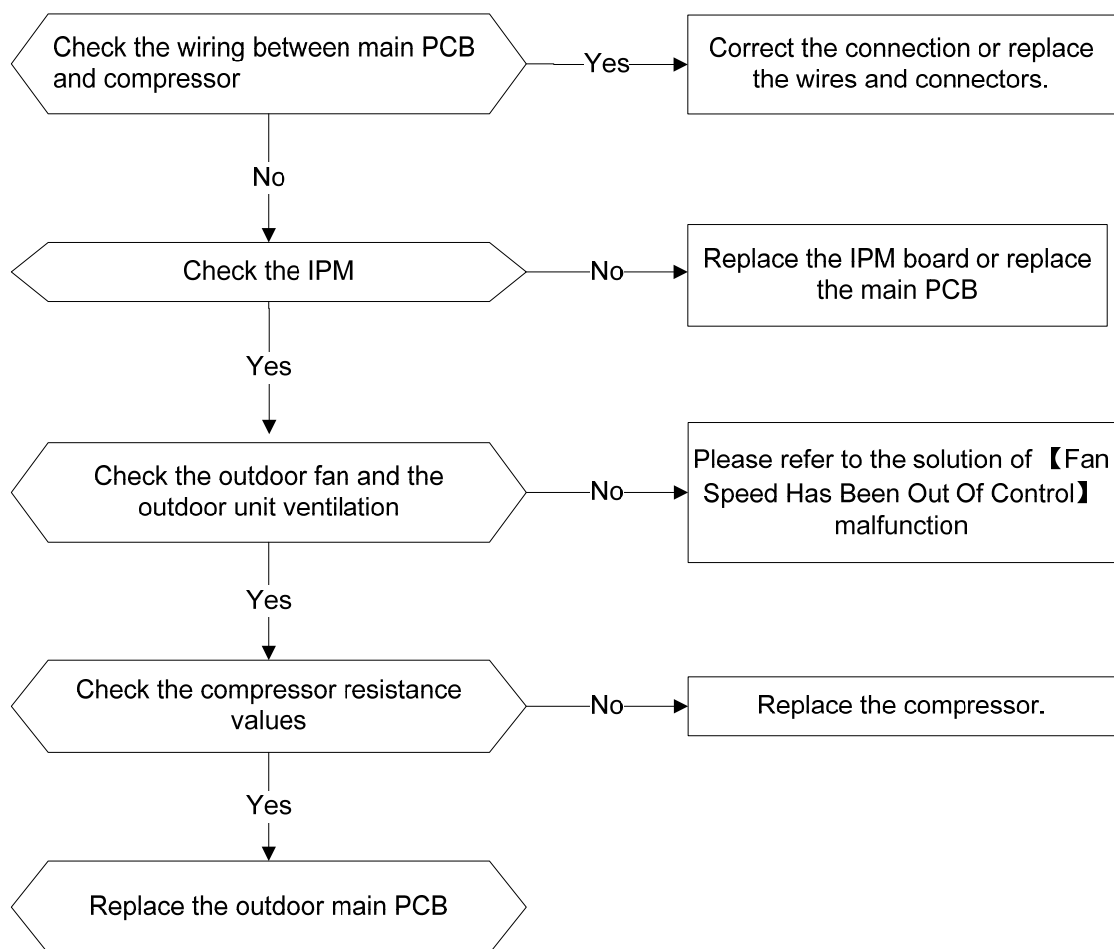 Check the wiring between main PCB
and compressor
Yes
Correct the connection or replace
the wires and connectors.
No
Check the IPM
No
Replace the IPM board or replace
the main PCB
Yes
Check the outdoor fan and the
outdoor unit ventilation
No
Please refer to the solution of 【Fan
Speed Has Been Out Of Control】
malfunction
Yes
Check the compressor resistance
values
No
Replace the compressor.
Yes
Replace the outdoor main PCB